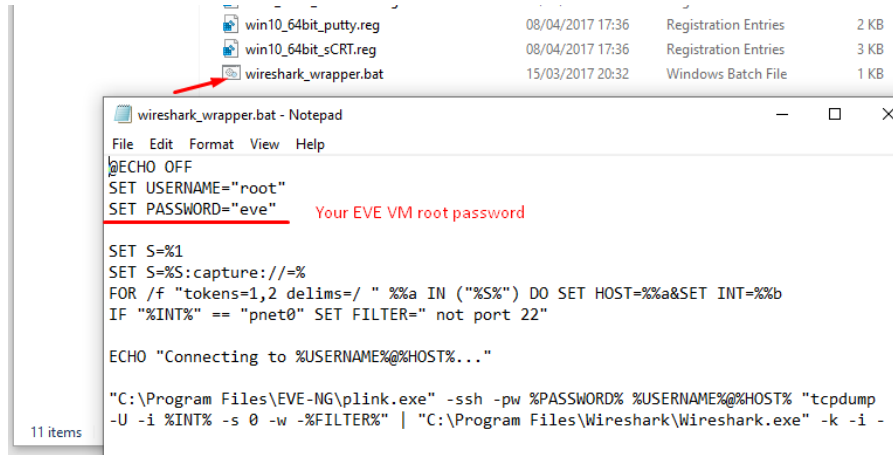 win10_64bit_putty.reg 08/04/2017 17:36 Registration Entries 2 KB
win10_64bit_sCRT.reg 08/04/2017 17:36 Registration Entries 3 KB
wireshark_wrapper.bat 15/03/2017 20:32 Windows Batch File 1 KB
wireshark_wrapper.bat - Notepad
File Edit Format View Help
@ECHO OFF
SET USERNAME="root"
SET PASSWORD="eve" Your EVE VM root password
SET S=%1
SET S=%S:capture://=%
FOR /f "tokens=1,2 delims=/ " %%a IN ("%S%") DO SET HOST=%%a&SET INT=%%b
IF "%INT%" == "pnet0" SET FILTER=" not port 22"
ECHO "Connecting to %USERNAME%@%HOST%..."
"C:\Program Files\EVE-NG\plink.exe" -ssh -pw %PASSWORD% %USERNAME%@%HOST% "tcpdump
-U -i %INT% -s 0 -w -%FILTER%" | "C:\Program Files\Wireshark\Wireshark.exe" -k -i -
11 items